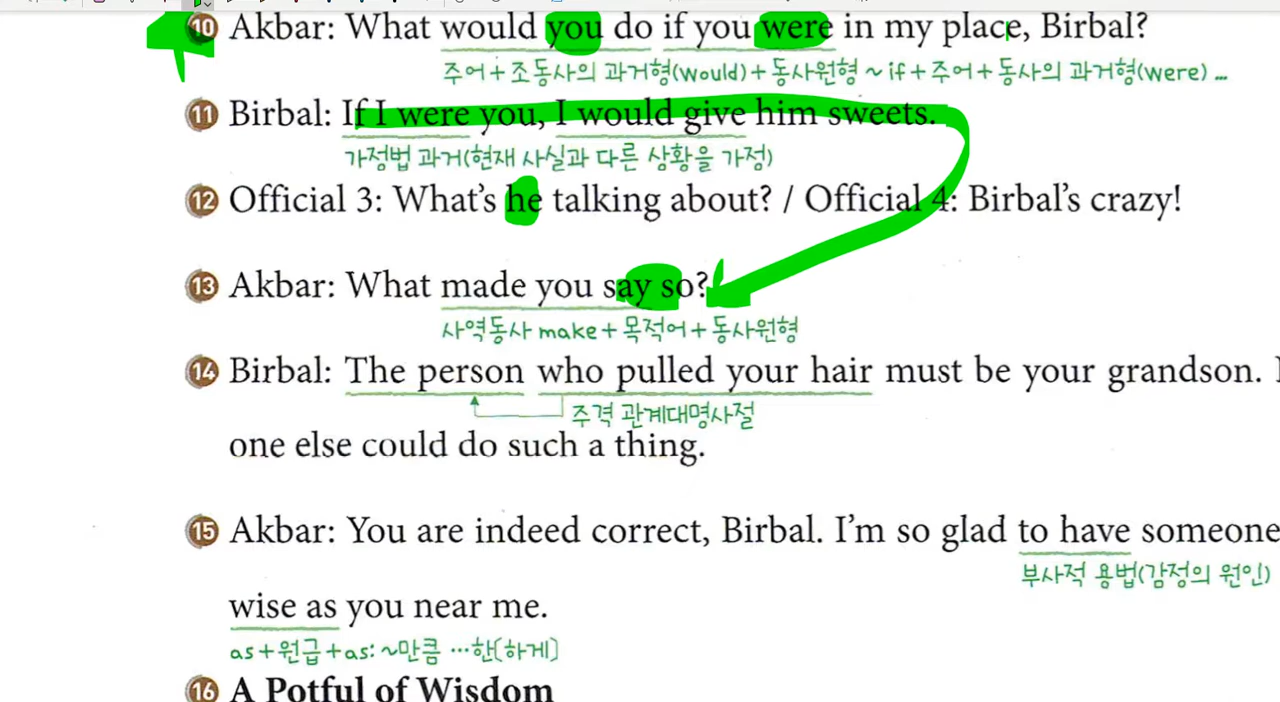 10 Akbar: What would you do if you were in my place, Birbal?
주어 + 조동사의 과거형(would) + 동사원형 ~ if + 주어 + 동사의 과거형(were) ...
11 Birbal: If I were you, I would give him sweets.
가정법 과거(현재 사실과 다른 상황을 가정)
12 Official 3: What's he talking about? / Official 4: Birbal's crazy!
13 Akbar: What made you say so?
사역동사 make + 목적어 + 동사원형
14 Birbal: The person who pulled your hair must be your grandson.
주격 관계대명사절
one else could do such a thing.
15 Akbar: You are indeed correct, Birbal. I'm so glad to have someone
부사적 용법(감정의 원인)
wise as you near me.
as + 원급 + as: ~만큼 …한[하게]
16 A Potful of Wisdom